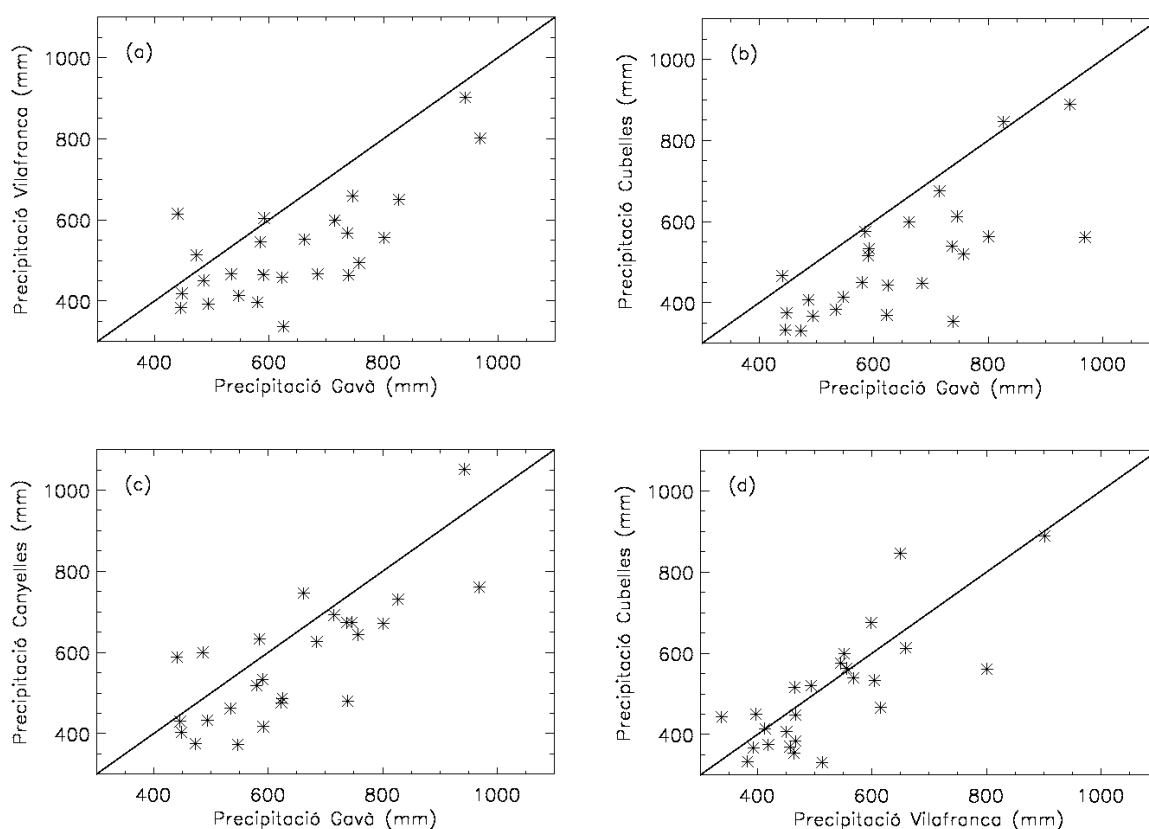 (a)
Precipitació Vilafranca (mm)
1000
800
600
400
400 600 800 1000
Precipitació Gavà (mm)
(b)
Precipitació Cubelles (mm)
1000
800
600
400
400 600 800 1000
Precipitació Gavà (mm)
(c)
Precipitació Canyelles (mm)
1000
800
600
400
400 600 800 1000
Precipitació Gavà (mm)
(d)
Precipitació Cubelles (mm)
1000
800
600
400
400 600 800 1000
Precipitació Vilafranca (mm)